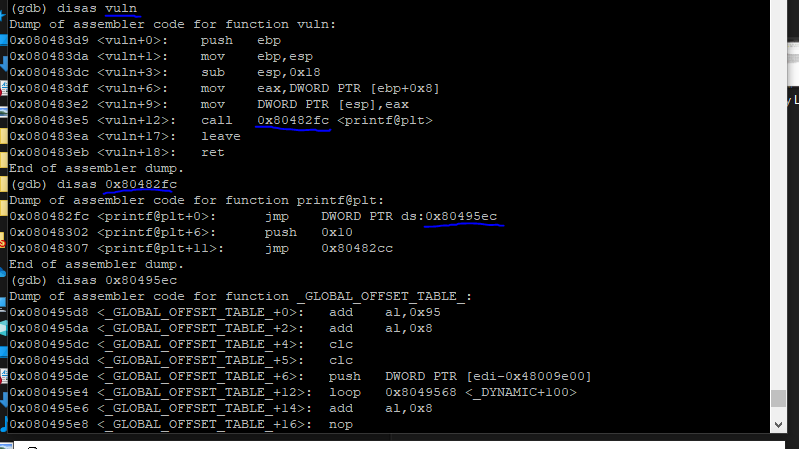 (gdb) disas vuln
Dump of assembler code for function vuln:
0x080483d9 <vuln+0>:    push   ebp
0x080483da <vuln+1>:    mov    ebp,esp
0x080483dc <vuln+3>:    sub    esp,0x18
0x080483df <vuln+6>:    mov    eax,DWORD PTR [ebp+0x8]
0x080483e2 <vuln+9>:    mov    DWORD PTR [esp],eax
0x080483e5 <vuln+12>:   call   0x80482fc <printf@plt>
0x080483ea <vuln+17>:   leave
0x080483eb <vuln+18>:   ret
End of assembler dump.
(gdb) disas 0x80482fc
Dump of assembler code for function printf@plt:
0x080482fc <printf@plt+0>:      jmp    DWORD PTR ds:0x80495ec
0x08048302 <printf@plt+6>:      push   0x10
0x08048307 <printf@plt+11>:     jmp    0x80482cc
End of assembler dump.
(gdb) disas 0x80495ec
Dump of assembler code for function _GLOBAL_OFFSET_TABLE_:
0x080495d8 <_GLOBAL_OFFSET_TABLE_+0>:   add    al,0x95
0x080495da <_GLOBAL_OFFSET_TABLE_+2>:   add    al,0x8
0x080495dc <_GLOBAL_OFFSET_TABLE_+4>:   clc
0x080495dd <_GLOBAL_OFFSET_TABLE_+5>:   clc
0x080495de <_GLOBAL_OFFSET_TABLE_+6>:   push   DWORD PTR [edi-0x48009e00]
0x080495e4 <_GLOBAL_OFFSET_TABLE_+12>:  loop   0x8049568 <_DYNAMIC+100>
0x080495e6 <_GLOBAL_OFFSET_TABLE_+14>:  add    al,0x8
0x080495e8 <_GLOBAL_OFFSET_TABLE_+16>:  nop